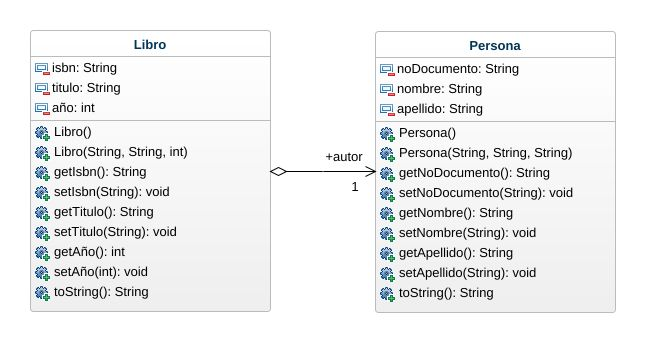 Libro
isbn: String
titulo: String
año: int
Libro()
Libro(String, String, int)
getIsbn(): String
setIsbn(String): void
getTitulo(): String
setTitulo(String): void
getAño(): int
setAño(int): void
toString(): String
+autor
1
Persona
noDocumento: String
nombre: String
apellido: String
Persona()
Persona(String, String, String)
getNoDocumento(): String
setNoDocumento(String): void
getNombre(): String
setNombre(String): void
getApellido(): String
setApellido(String): void
toString(): String